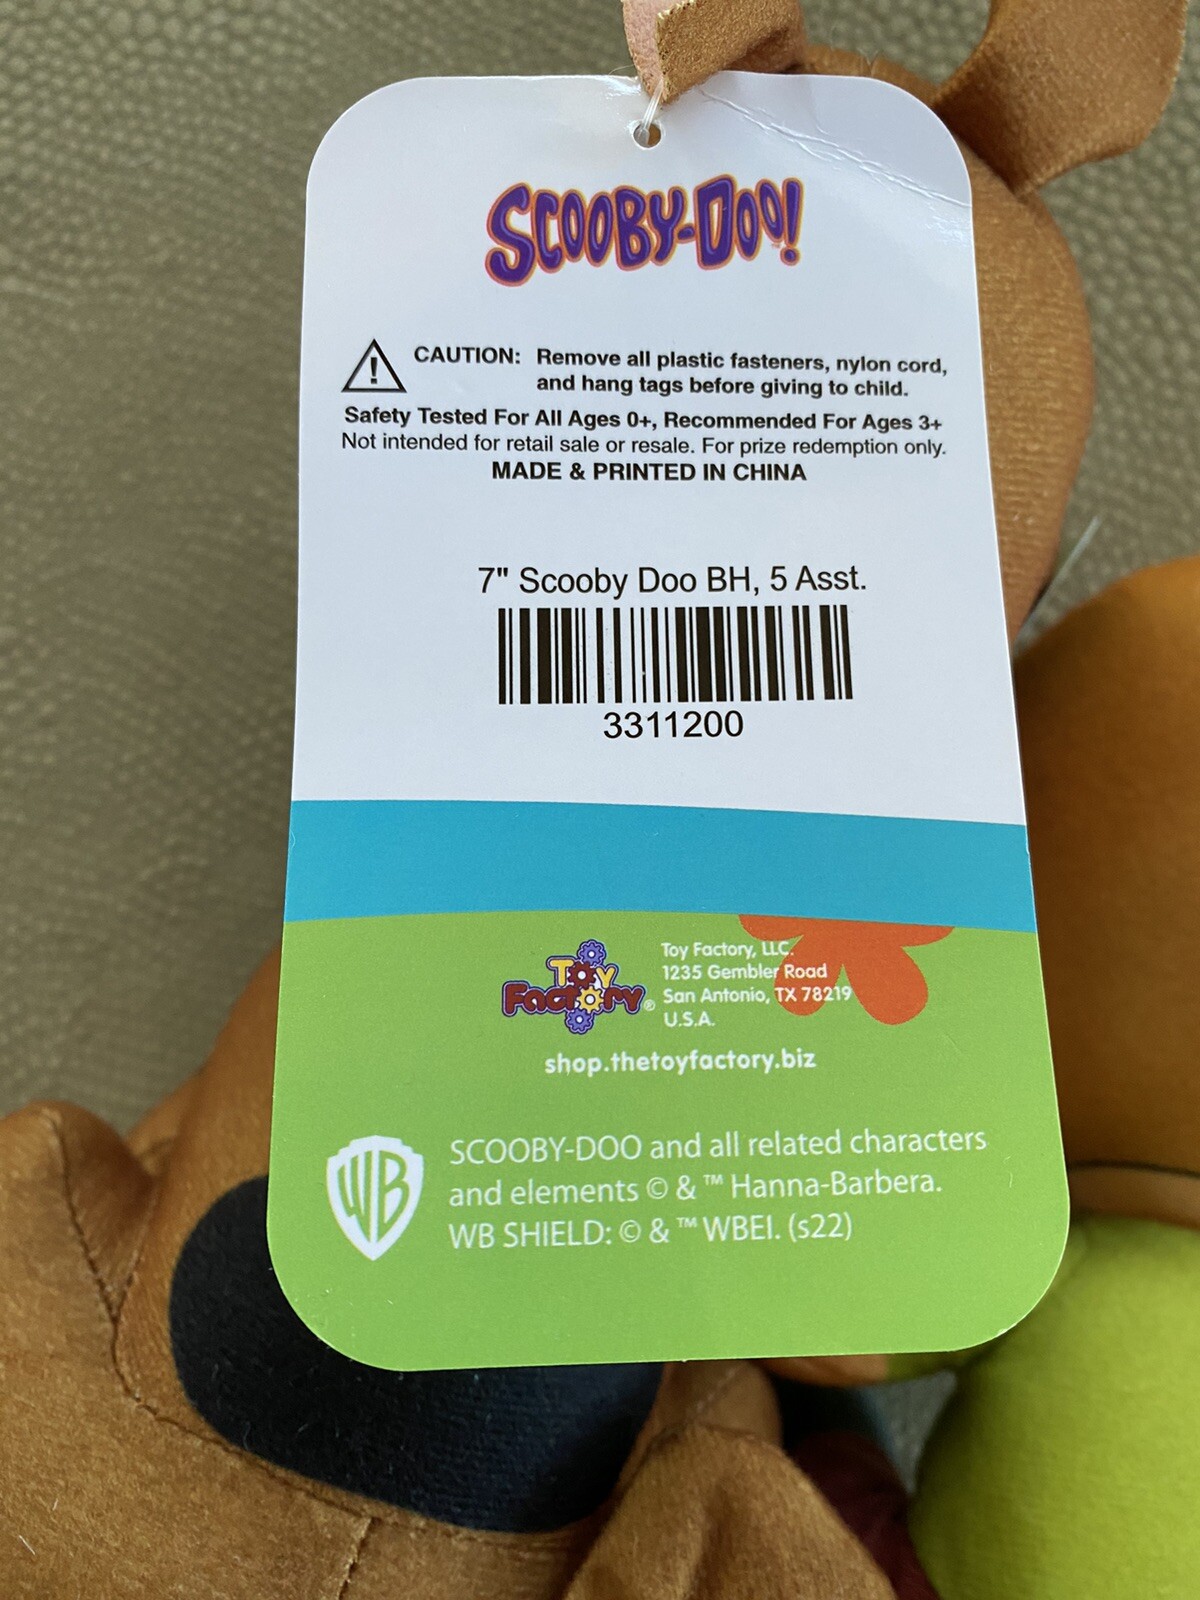 SCOOBY-DOO!
CAUTION: Remove all plastic fasteners, nylon cord,
and hang tags before giving to child.
Safety Tested For All Ages 0+, Recommended For Ages 3+
Not intended for retail sale or resale. For prize redemption only.
MADE & PRINTED IN CHINA
7" Scooby Doo BH, 5 Asst.
3311200
Toy Factory®
Toy Factory, LLC.
1235 Gembler Road
San Antonio, TX 78219
U.S.A.
shop.thetoyfactory.biz
WB
SCOOBY-DOO and all related characters
and elements © & ™ Hanna-Barbera.
WB SHIELD: © & ™ WBEI. (s22)